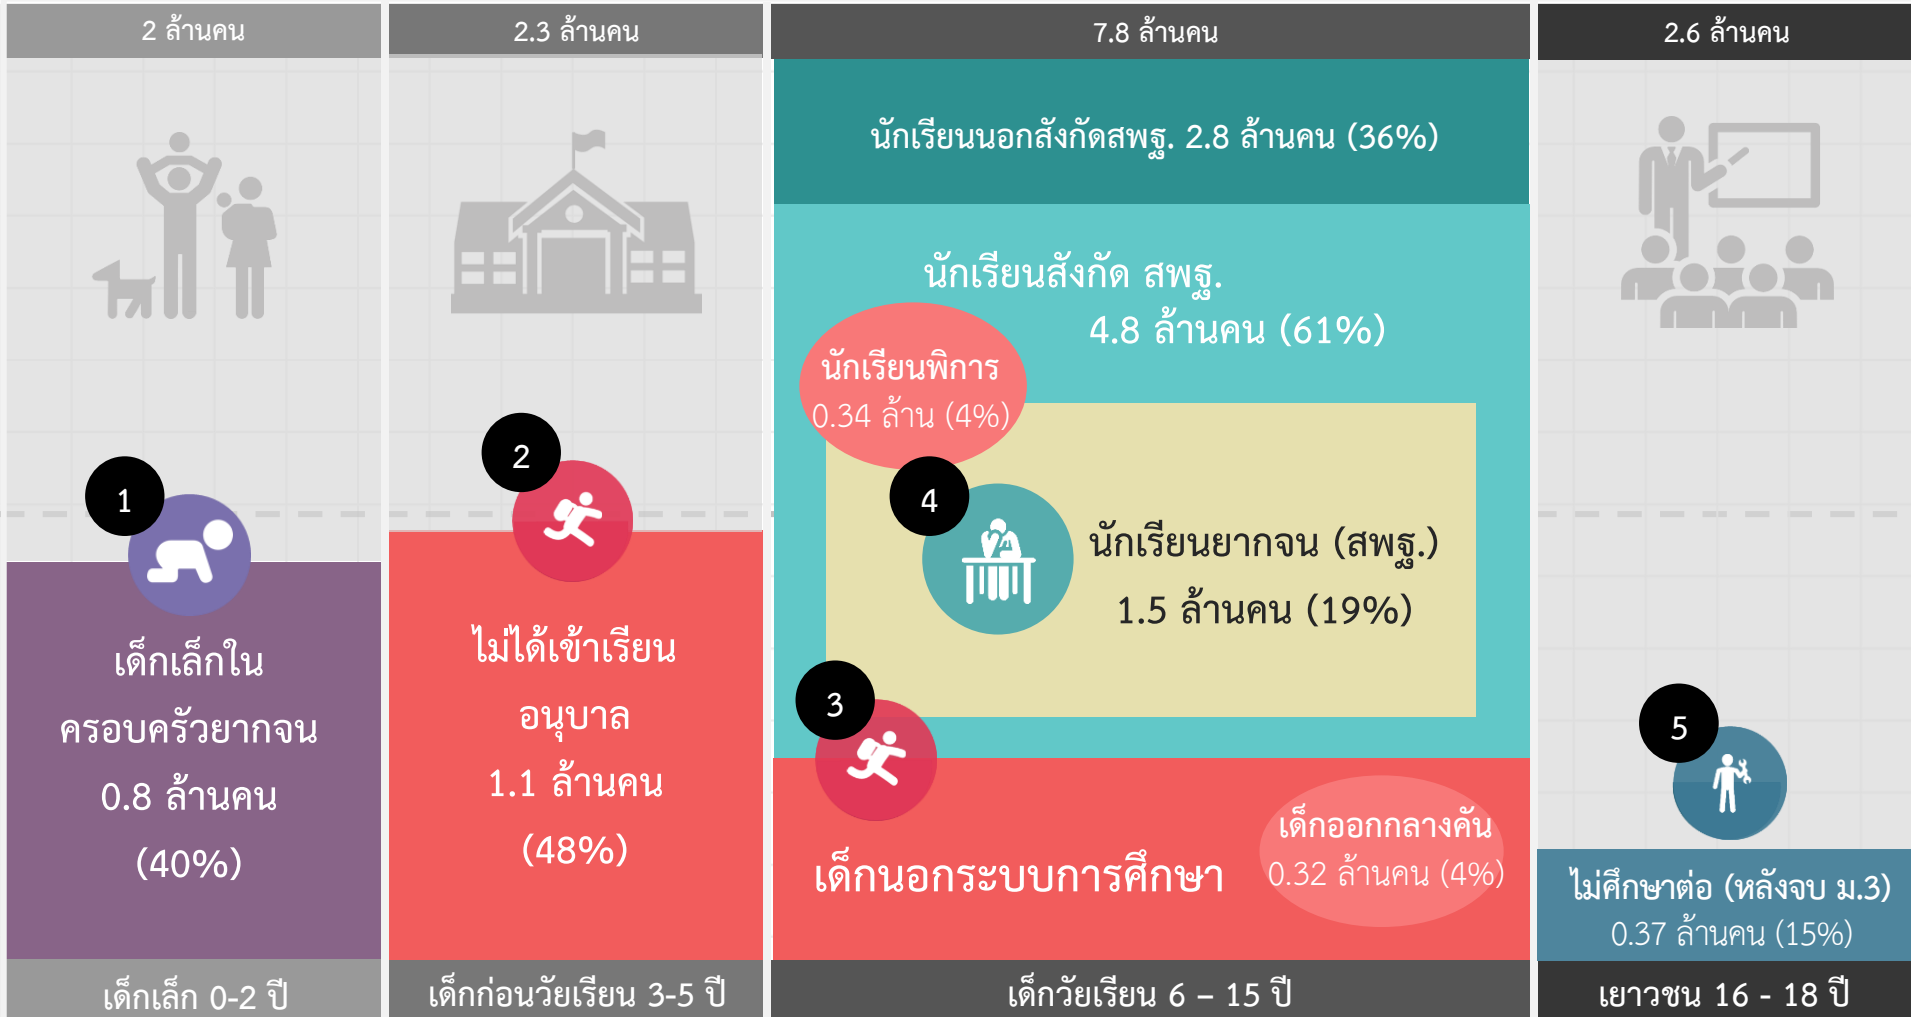 2 ล้านคน
2.3 ล้านคน
7.8 ล้านคน
2.6 ล้านคน
นักเรียนนอกสังกัดสพฐ. 2.8 ล้านคน (36%)
นักเรียนสังกัด สพฐ.
4.8 ล้านคน (61%)
นักเรียนพิการ
0.34 ล้าน (4%)
1
2
4
นักเรียนยากจน (สพฐ.)
1.5 ล้านคน (19%)
เด็กเล็กใน
ครอบครัวยากจน
0.8 ล้านคน
(40%)
ไม่ได้เข้าเรียน
อนุบาล
1.1 ล้านคน
(48%)
3
เด็กนอกระบบการศึกษา
เด็กออกกลางคัน
0.32 ล้านคน (4%)
5
ไม่ศึกษาต่อ (หลังจบ ม.3)
0.37 ล้านคน (15%)
เด็กเล็ก 0-2 ปี
เด็กก่อนวัยเรียน 3-5 ปี
เด็กวัยเรียน 6 – 15 ปี
เยาวชน 16 - 18 ปี